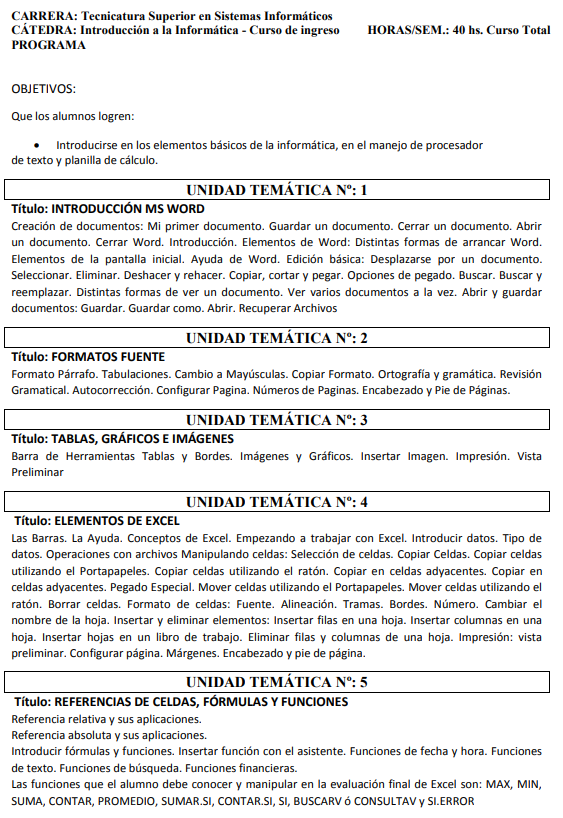 CARRERA: Tecnicatura Superior en Sistemas Informáticos
CÁTEDRA: Introducción a la Informática - Curso de ingreso HORAS/SEM.: 40 hs. Curso Total
PROGRAMA
OBJETIVOS:
Que los alumnos logren:
• Introducirse en los elementos básicos de la informática, en el manejo de procesador
de texto y planilla de cálculo.
UNIDAD TEMÁTICA Nº: 1
Título: INTRODUCCIÓN MS WORD
Creación de documentos: Mi primer documento. Guardar un documento. Cerrar un documento. Abrir
un documento. Cerrar Word. Introducción. Elementos de Word: Distintas formas de arrancar Word.
Elementos de la pantalla inicial. Ayuda de Word. Edición básica: Desplazarse por un documento.
Seleccionar. Eliminar. Deshacer y rehacer. Copiar, cortar y pegar. Opciones de pegado. Buscar. Buscar y
reemplazar. Distintas formas de ver un documento. Ver varios documentos a la vez. Abrir y guardar
documentos: Guardar. Guardar como. Abrir. Recuperar Archivos
UNIDAD TEMÁTICA Nº: 2
Título: FORMATOS FUENTE
Formato Párrafo. Tabulaciones. Cambio a Mayúsculas. Copiar Formato. Ortografía y gramática. Revisión
Gramatical. Autocorrección. Configurar Pagina. Números de Paginas. Encabezado y Pie de Páginas.
UNIDAD TEMÁTICA Nº: 3
Título: TABLAS, GRÁFICOS E IMÁGENES
Barra de Herramientas Tablas y Bordes. Imágenes y Gráficos. Insertar Imagen. Impresión. Vista
Preliminar
UNIDAD TEMÁTICA Nº: 4
Título: ELEMENTOS DE EXCEL
Las Barras. La Ayuda. Conceptos de Excel. Empezando a trabajar con Excel. Introducir datos. Tipo de
datos. Operaciones con archivos Manipulando celdas: Selección de celdas. Copiar Celdas. Copiar celdas
utilizando el Portapapeles. Copiar celdas utilizando el ratón. Copiar en celdas adyacentes. Copiar en
celdas adyacentes. Pegado Especial. Mover celdas utilizando el Portapapeles. Mover celdas utilizando el
ratón. Borrar celdas. Formato de celdas: Fuente. Alineación. Tramas. Bordes. Número. Cambiar el
nombre de la hoja. Insertar y eliminar elementos: Insertar filas en una hoja. Insertar columnas en una
hoja. Insertar hojas en un libro de trabajo. Eliminar filas y columnas de una hoja. Impresión: vista
preliminar. Configurar página. Márgenes. Encabezado y pie de página.
UNIDAD TEMÁTICA Nº: 5
Título: REFERENCIAS DE CELDAS, FÓRMULAS Y FUNCIONES
Referencia relativa y sus aplicaciones.
Referencia absoluta y sus aplicaciones.
Introducir fórmulas y funciones. Insertar función con el asistente. Funciones de fecha y hora. Funciones
de texto. Funciones de búsqueda. Funciones financieras.
Las funciones que el alumno debe conocer y manipular en la evaluación final de Excel son: MAX, MIN,
SUMA, CONTAR, PROMEDIO, SUMAR.SI, CONTAR.SI, SI, BUSCARV ó CONSULTAV y SI.ERROR